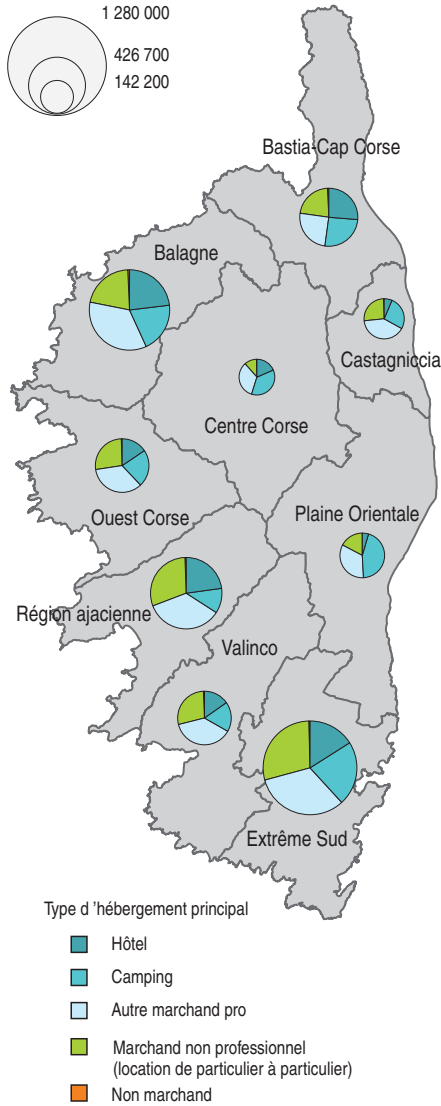 1 280 000
426 700
142 200
Bastia-Cap Corse
Balagne
Castagniccia
Centre Corse
Ouest Corse
Plaine Orientale
Région ajacienne
Valinco
Extrême Sud
Type d 'hébergement principal
Hôtel
Camping
Autre marchand pro
Marchand non professionnel
(location de particulier à particulier)
Non marchand